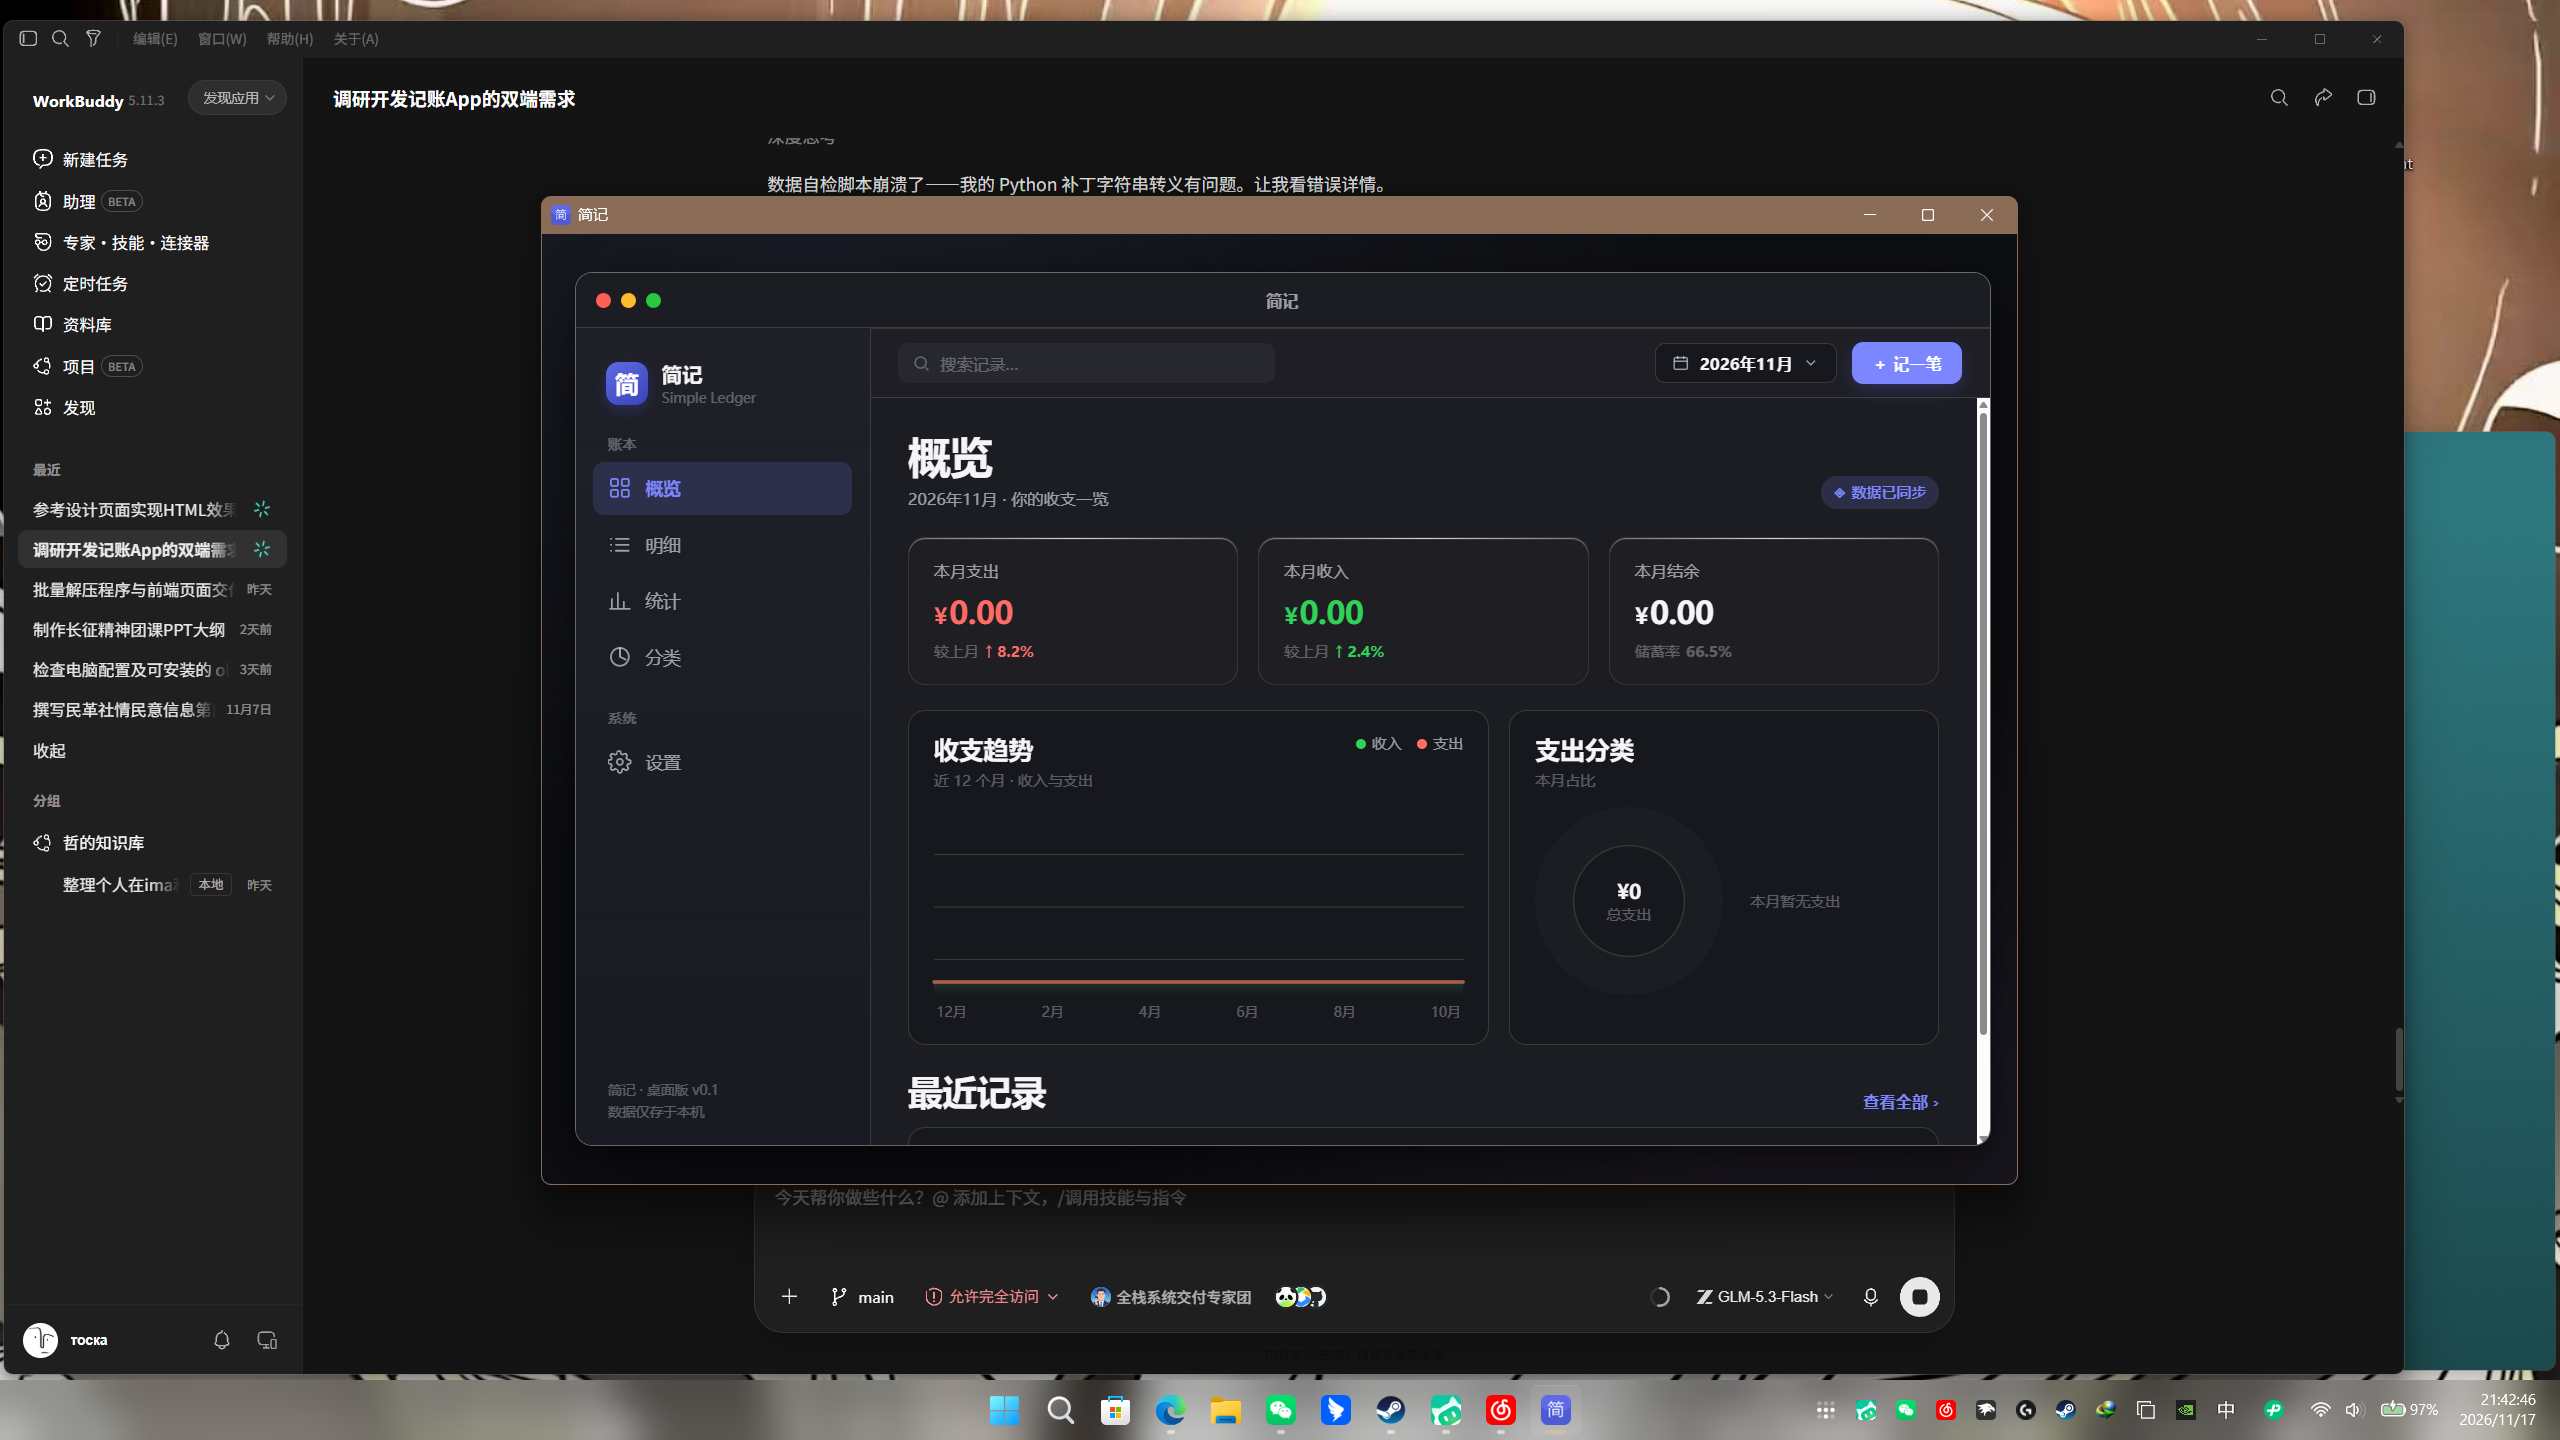 编辑(E) 窗口(W) 帮助(H) 关于(A)
WorkBuddy 5.11.3 发现应用
新建任务
助理 BETA
专家・技能・连接器
定时任务
资料库
项目 BETA
发现
最近
参考设计页面实现HTML效果
调研开发记账App的双端需求
批量解压程序与前端页面交付 昨天
制作长征精神团课PPT大纲 2天前
检查电脑配置及可安装的 ol 3天前
撰写民革社情民意信息第 11月7日
收起
分组
哲的知识库
整理个人在ima 本地 昨天
тоска
调研开发记账App的双端需求
深度思考
数据自检脚本崩溃了——我的 Python 补丁字符串转义有问题。让我看错误详情。
简 简记
简记
简 简记
Simple Ledger
账本
概览
明细
统计
分类
系统
设置
简记 · 桌面版 v0.1
数据仅存于本机
搜索记录...
2026年11月
+ 记一笔
概览
2026年11月 · 你的收支一览
数据已同步
本月支出
¥0.00
较上月 ↑ 8.2%
本月收入
¥0.00
较上月 ↑ 2.4%
本月结余
¥0.00
储蓄率 66.5%
收支趋势
近 12 个月 · 收入与支出
收入 支出
12月 2月 4月 6月 8月 10月
支出分类
本月占比
¥0
总支出
本月暂无支出
最近记录
查看全部 ›
今天帮你做些什么？@ 添加上下文，/调用技能与指令
main 允许完全访问 全栈系统交付专家团
GLM-5.3-Flash
简
中
97%
21:42:46
2026/11/17